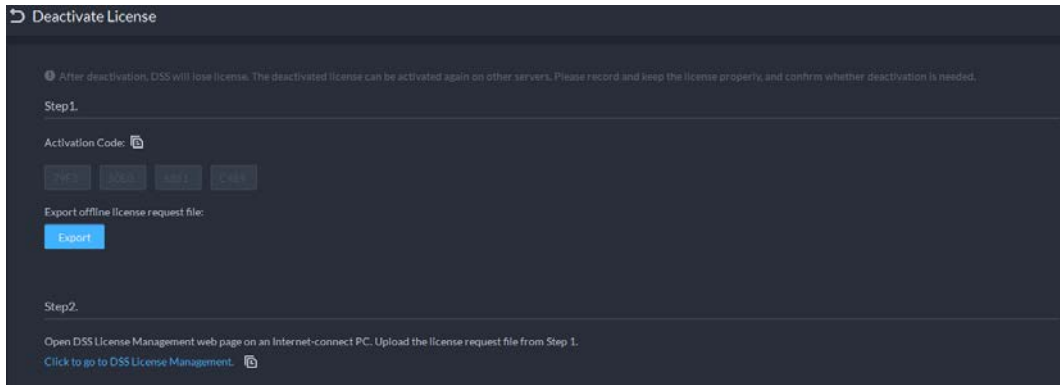 Deactivate License
After deactivation, DSS will lose license. The deactivated license can be activated again on other servers. Please record and keep the license properly, and confirm whether deactivation is needed.
Step1.
Activation Code:
Export offline license request file:
Export
Step2.
Open DSS License Management web page on an Internet-connect PC. Upload the license request file from Step 1.
Click to go to DSS License Management.